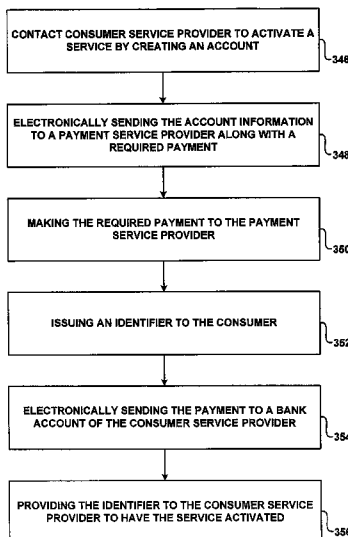 CONTACT CONSUMER SERVICE PROVIDER TO ACTIVATE A
SERVICE BY CREATING AN ACCOUNT
346
ELECTRONICALLY SENDING THE ACCOUNT INFORMATION
TO A PAYMENT SERVICE PROVIDER ALONG WITH A
REQUIRED PAYMENT
348
MAKING THE REQUIRED PAYMENT TO THE PAYMENT
SERVICE PROVIDER
350
ISSUING AN IDENTIFIER TO THE CONSUMER
352
ELECTRONICALLY SENDING THE PAYMENT TO A BANK
ACCOUNT OF THE CONSUMER SERVICE PROVIDER
354
PROVIDING THE IDENTIFIER TO THE CONSUMER SERVICE
PROVIDER TO HAVE THE SERVICE ACTIVATED
356